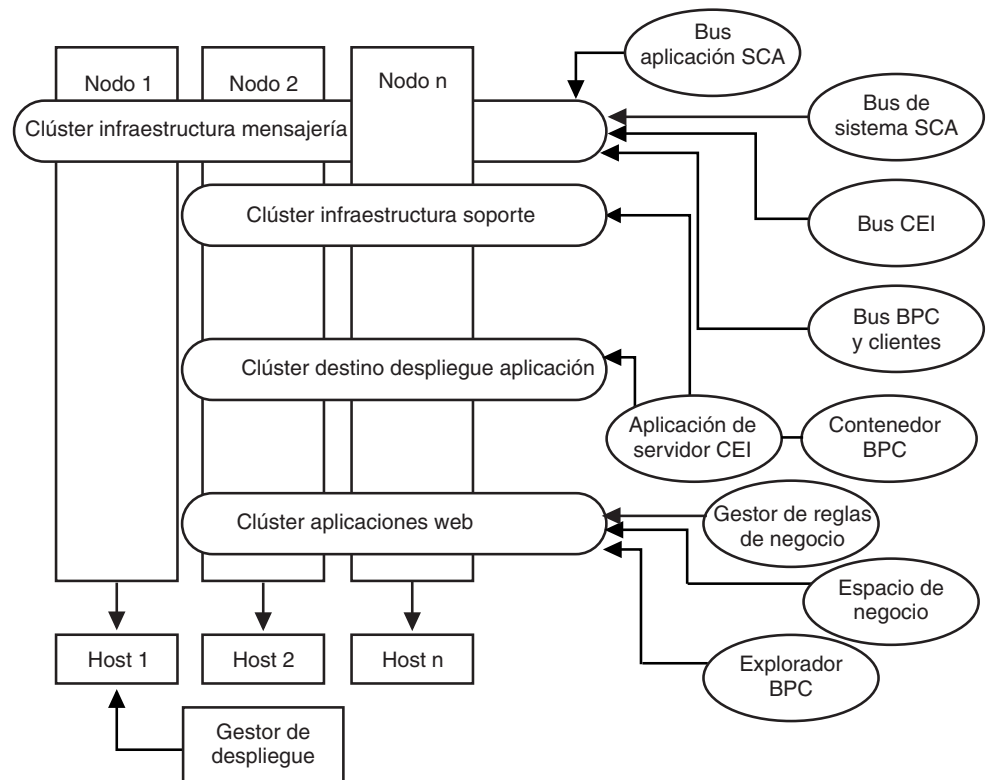 Bus
aplicación SCA
Nodo 1
Nodo 2
Nodo n
Bus de
sistema SCA
Clúster infraestructura mensajería
Clúster infraestructura soporte
Bus CEI
Bus BPC
y clientes
Clúster destino despliegue aplicación
Aplicación de
servidor CEI
Contenedor
BPC
Clúster aplicaciones web
Gestor de reglas
de negocio
Espacio de
negocio
Host 1
Host 2
Host n
Explorador
BPC
Gestor de
despliegue